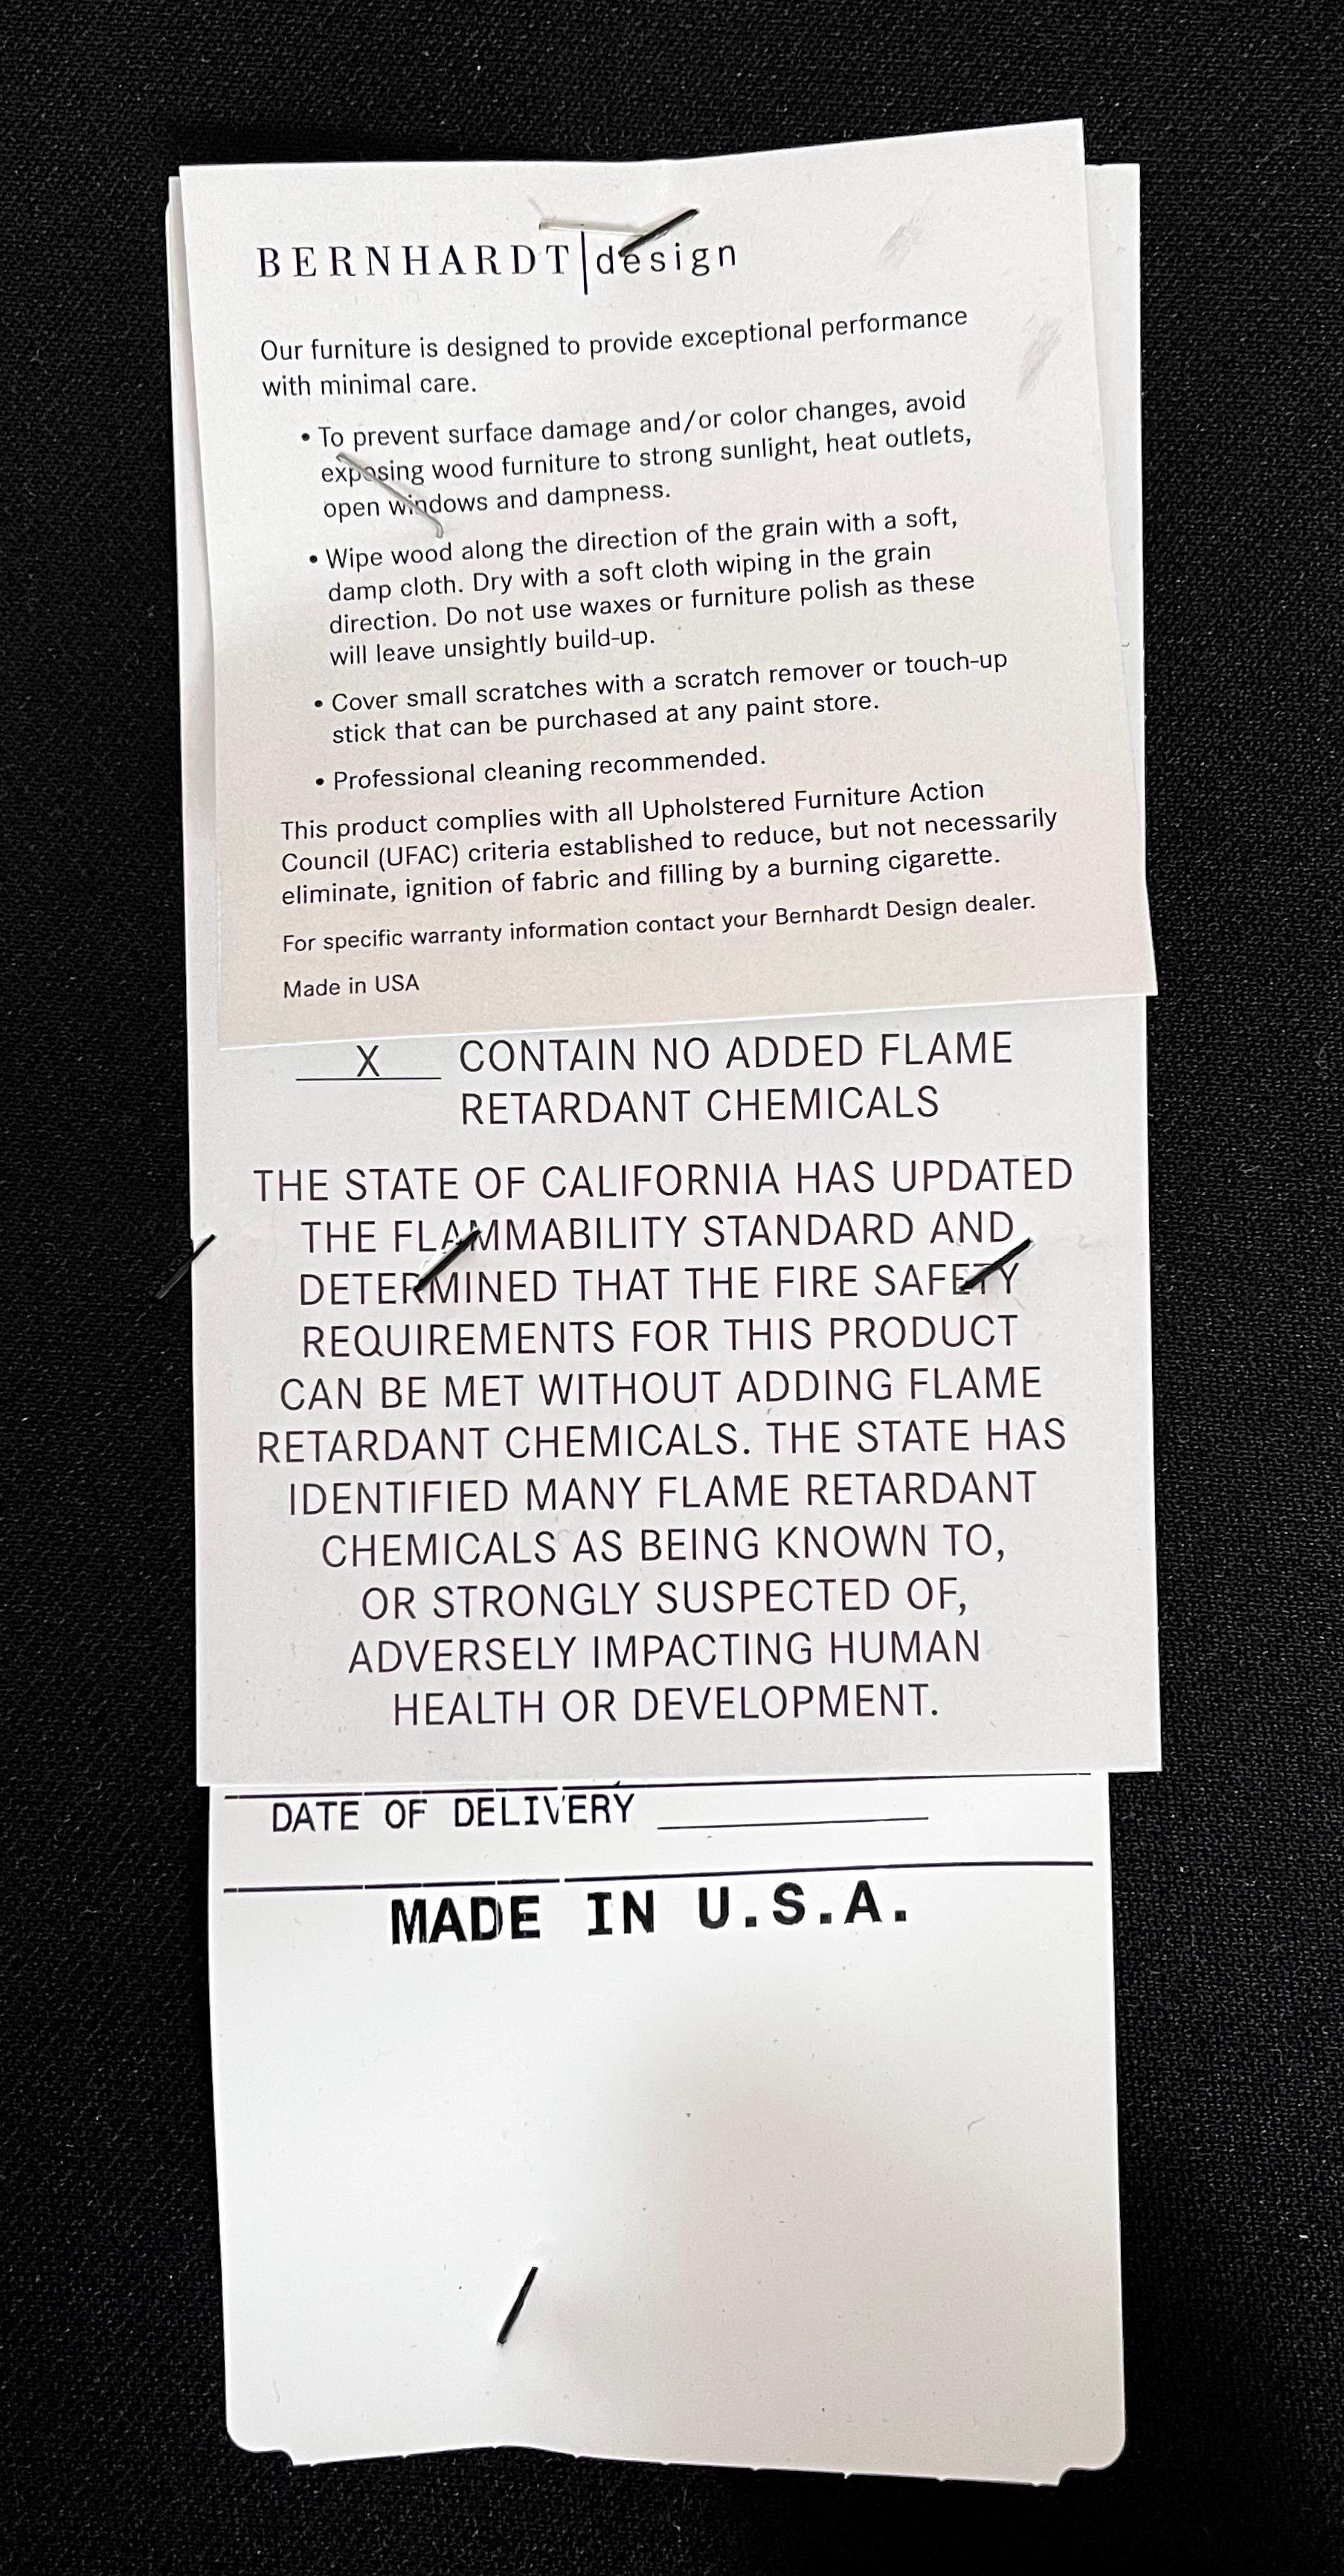 BERNHARDT|design
Our furniture is designed to provide exceptional performance
with minimal care.
• To prevent surface damage and/or color changes, avoid
exposing wood furniture to strong sunlight, heat outlets,
open windows and dampness.
• Wipe wood along the direction of the grain with a soft,
damp cloth. Dry with a soft cloth wiping in the grain
direction. Do not use waxes or furniture polish as these
will leave unsightly build-up.
• Cover small scratches with a scratch remover or touch-up
stick that can be purchased at any paint store.
• Professional cleaning recommended.
This product complies with all Upholstered Furniture Action
Council (UFAC) criteria established to reduce, but not necessarily
eliminate, ignition of fabric and filling by a burning cigarette.
For specific warranty information contact your Bernhardt Design dealer.
Made in USA
X CONTAIN NO ADDED FLAME
RETARDANT CHEMICALS
THE STATE OF CALIFORNIA HAS UPDATED
THE FLAMMABILITY STANDARD AND
DETERMINED THAT THE FIRE SAFETY
REQUIREMENTS FOR THIS PRODUCT
CAN BE MET WITHOUT ADDING FLAME
RETARDANT CHEMICALS. THE STATE HAS
IDENTIFIED MANY FLAME RETARDANT
CHEMICALS AS BEING KNOWN TO,
OR STRONGLY SUSPECTED OF,
ADVERSELY IMPACTING HUMAN
HEALTH OR DEVELOPMENT.
DATE OF DELIVERY
MADE IN U.S.A.